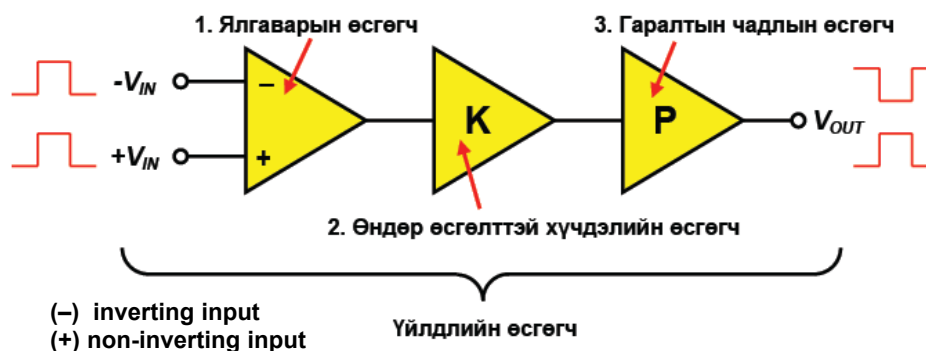 1. Ялгаварын өсгөгч
3. Гаралтын чадлын өсгөгч
-VIN
–
+VIN
+
K
P
VOUT
2. Өндөр өсгөлттэй хүчдэлийн өсгөгч
(–) inverting input
(+) non-inverting input
Үйлдлийн өсгөгч